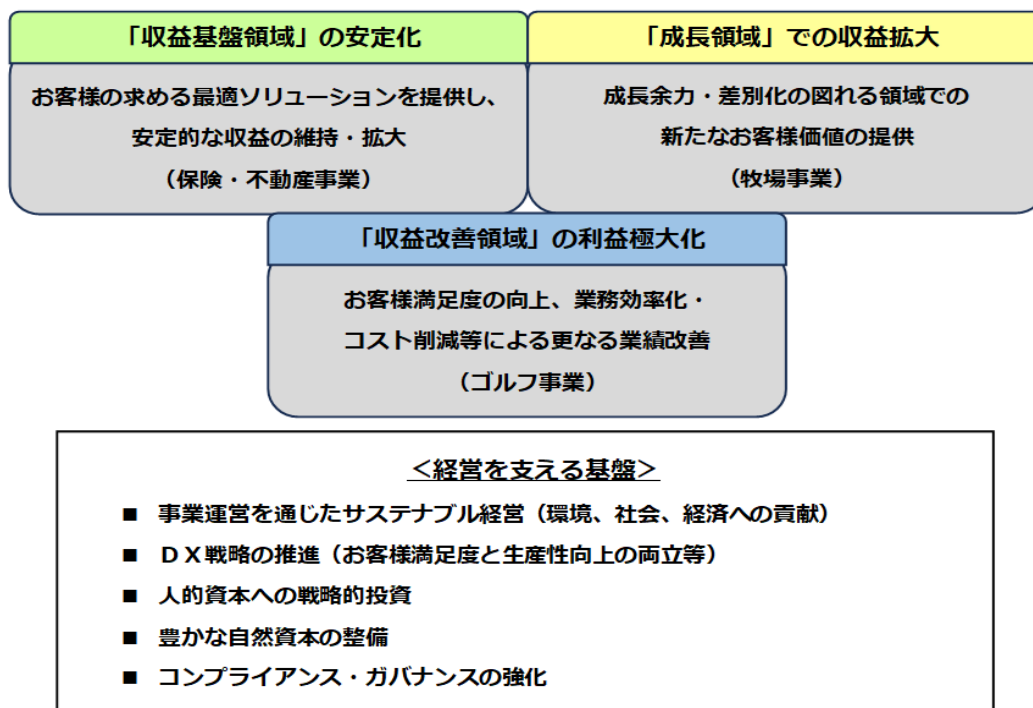 「収益基盤領域」の安定化
お客様の求める最適ソリューションを提供し、
安定的な収益の維持・拡大
（保険・不動産事業）
「成長領域」での収益拡大
成長余力・差別化の図れる領域での
新たなお客様価値の提供
（牧場事業）
「収益改善領域」の利益極大化
お客様満足度の向上、業務効率化・
コスト削減等による更なる業績改善
（ゴルフ事業）
＜経営を支える基盤＞
■ 事業運営を通じたサステナブル経営（環境、社会、経済への貢献）
■ ＤＸ戦略の推進（お客様満足度と生産性向上の両立等）
■ 人的資本への戦略的投資
■ 豊かな自然資本の整備
■ コンプライアンス・ガバナンスの強化